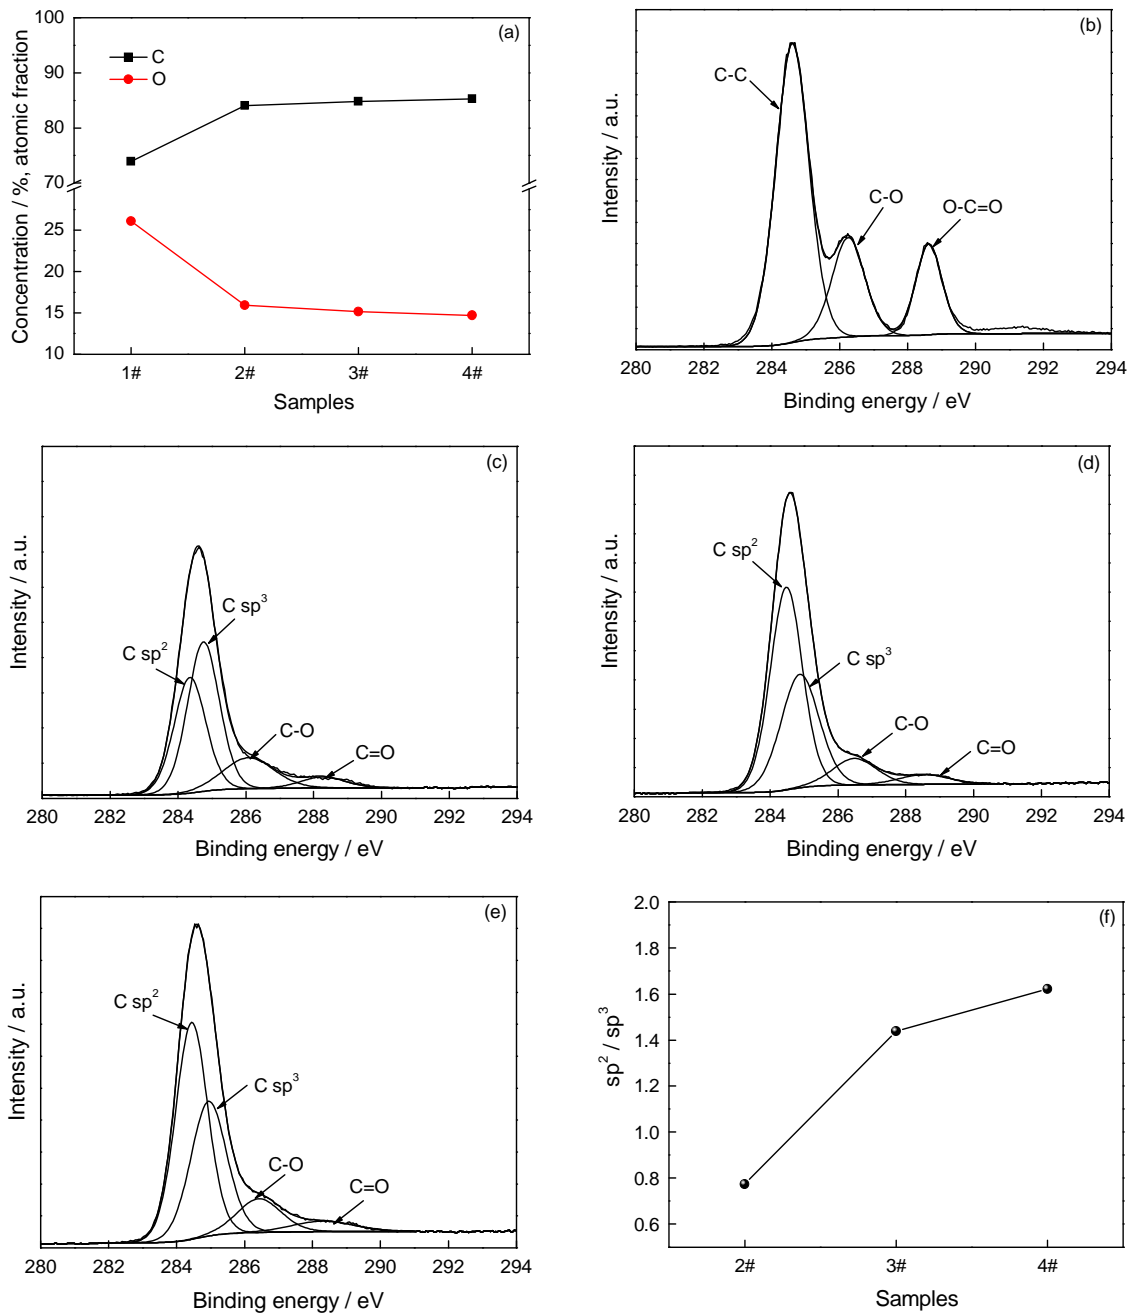 (a)
C
O
100
90
80
70
25
20
15
10
Concentration / %, atomic fraction
1# 2# 3# 4#
Samples
(b)
C-C
C-O
O-C=O
Intensity / a.u.
280 282 284 286 288 290 292 294
Binding energy / eV
(c)
C sp³
C sp²
C-O
C=O
Intensity / a.u.
280 282 284 286 288 290 292 294
Binding energy / eV
(d)
C sp²
C sp³
C-O
C=O
Intensity / a.u.
280 282 284 286 288 290 292 294
Binding energy / eV
(e)
C sp²
C sp³
C-O
C=O
Intensity / a.u.
280 282 284 286 288 290 292 294
Binding energy / eV
(f)
2.0
1.8
1.6
1.4
1.2
1.0
0.8
0.6
sp² / sp³
2# 3# 4#
Samples